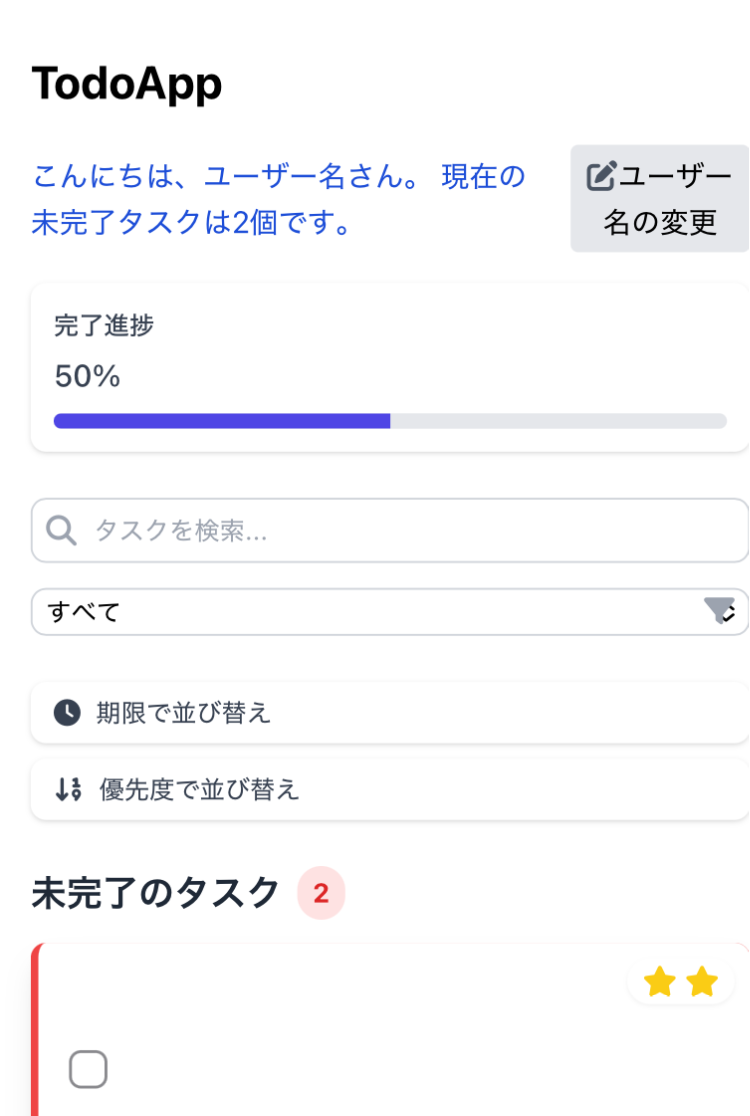 TodoApp
こんにちは、ユーザー名さん。 現在の
未完了タスクは2個です。
ユーザー
名の変更
完了進捗
50%
タスクを検索...
すべて
期限で並び替え
優先度で並び替え
未完了のタスク 2